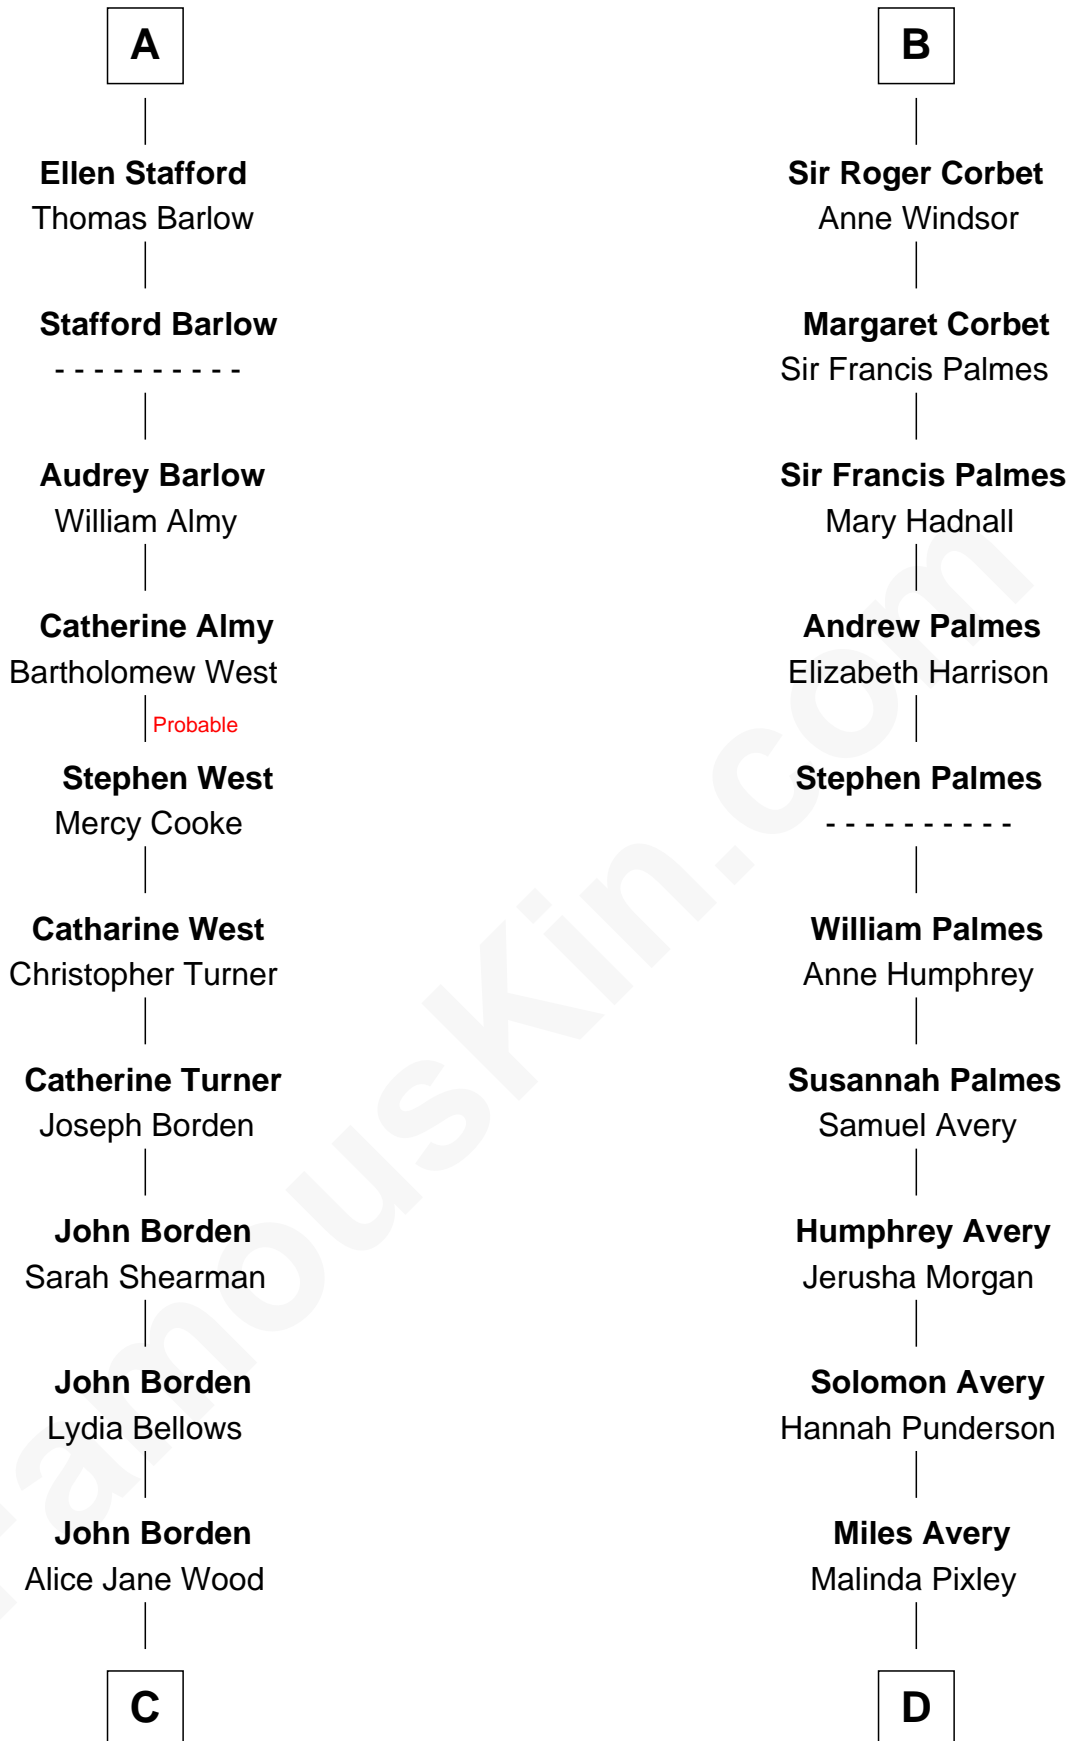 A
Ellen Stafford
Thomas Barlow
Stafford Barlow
- - - - - - - - - -
Audrey Barlow
William Almy
Catherine Almy
Bartholomew West
Probable
Stephen West
Mercy Cooke
Catharine West
Christopher Turner
Catherine Turner
Joseph Borden
John Borden
Sarah Shearman
John Borden
Lydia Bellows
John Borden
Alice Jane Wood
C
B
Sir Roger Corbet
Anne Windsor
Margaret Corbet
Sir Francis Palmes
Sir Francis Palmes
Mary Hadnall
Andrew Palmes
Elizabeth Harrison
Stephen Palmes
- - - - - - - - - -
William Palmes
Anne Humphrey
Susannah Palmes
Samuel Avery
Humphrey Avery
Jerusha Morgan
Solomon Avery
Hannah Punderson
Miles Avery
Malinda Pixley
D
FamousKin.com